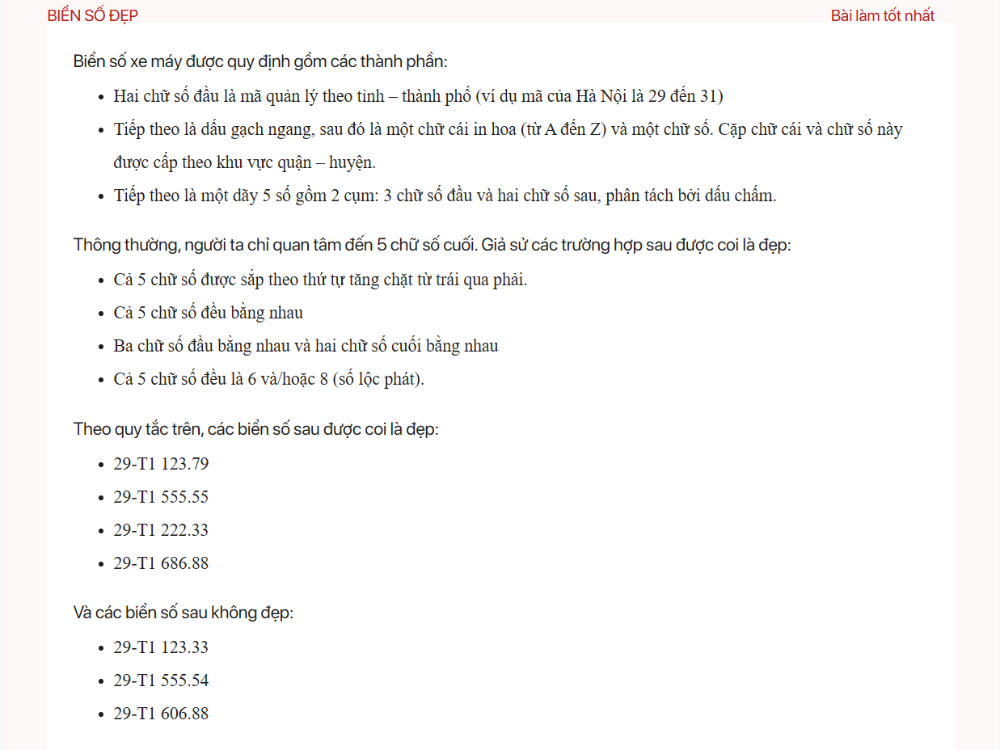 BIỂN SỐ ĐẸP
Bài làm tốt nhất
Biển số xe máy được quy định gồm các thành phần:
• Hai chữ số đầu là mã quản lý theo tỉnh – thành phố (ví dụ mã của Hà Nội là 29 đến 31)
• Tiếp theo là dấu gạch ngang, sau đó là một chữ cái in hoa (từ A đến Z) và một chữ số. Cặp chữ cái và chữ số này
được cấp theo khu vực quận – huyện.
• Tiếp theo là một dãy 5 số gồm 2 cụm: 3 chữ số đầu và hai chữ số sau, phân tách bởi dấu chấm.
Thông thường, người ta chỉ quan tâm đến 5 chữ số cuối. Giả sử các trường hợp sau được coi là đẹp:
• Cả 5 chữ số được sắp theo thứ tự tăng chặt từ trái qua phải.
• Cả 5 chữ số đều bằng nhau
• Ba chữ số đầu bằng nhau và hai chữ số cuối bằng nhau
• Cả 5 chữ số đều là 6 và/hoặc 8 (số lộc phát).
Theo quy tắc trên, các biển số sau được coi là đẹp:
• 29-T1 123.79
• 29-T1 555.55
• 29-T1 222.33
• 29-T1 686.88
Và các biển số sau không đẹp:
• 29-T1 123.33
• 29-T1 555.54
• 29-T1 606.88